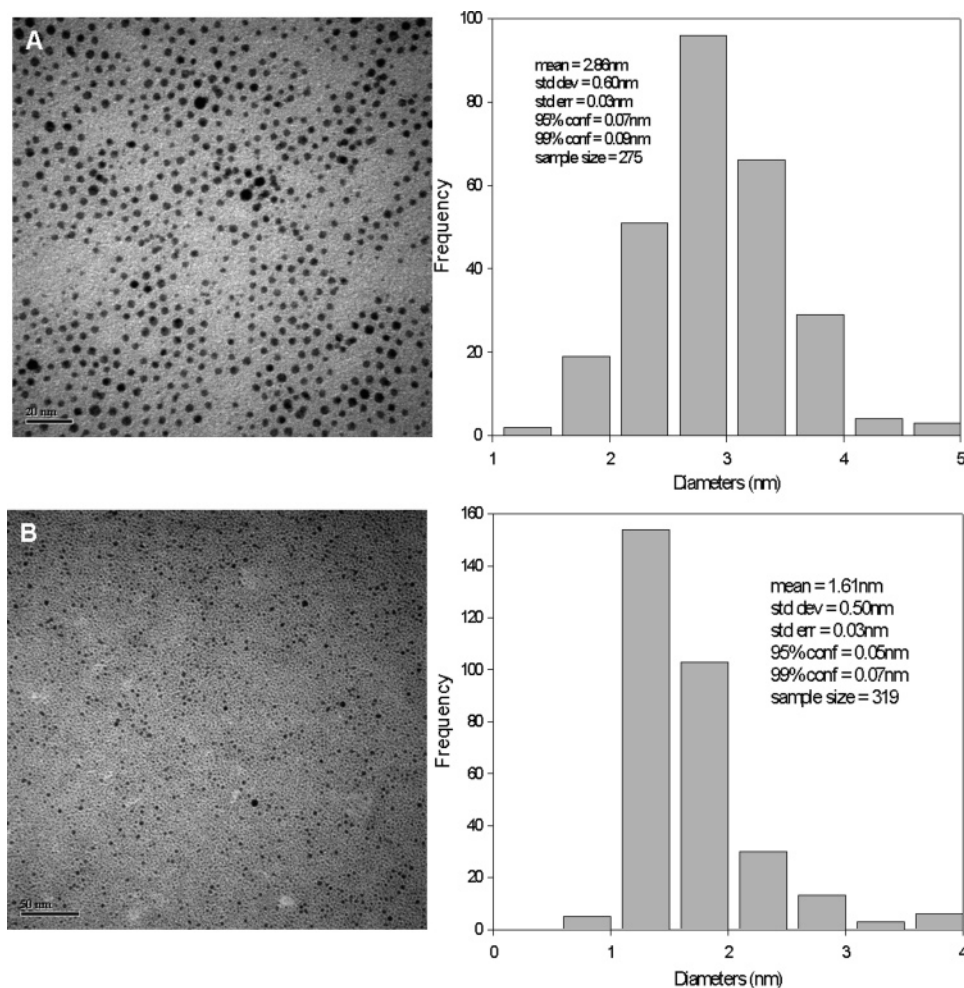 A
20 nm
100
80
60
40
20
0
Frequency
mean = 2.86nm
std dev = 0.60nm
std err = 0.03nm
95% conf = 0.07nm
99% conf = 0.09nm
sample size = 275
1 2 3 4 5
Diameters (nm)
B
50 nm
160
140
120
100
80
60
40
20
0
Frequency
mean = 1.61nm
std dev = 0.50nm
std err = 0.03nm
95% conf = 0.05nm
99% conf = 0.07nm
sample size = 319
0 1 2 3 4
Diameters (nm)